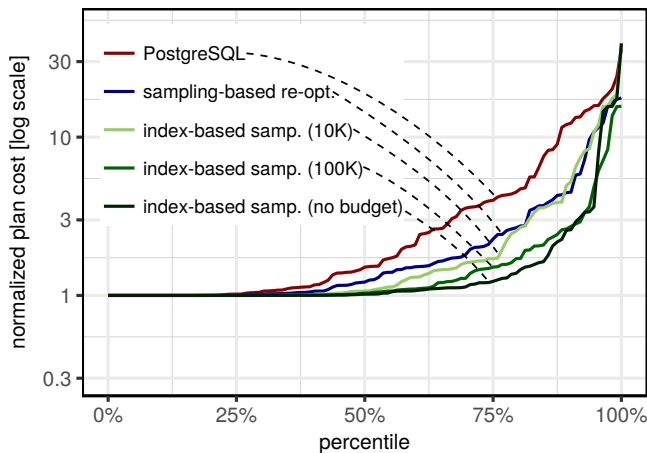 normalized plan cost [log scale]
30
10
3
1
0.3
PostgreSQL
sampling-based re-opt.
index-based samp. (10K)
index-based samp. (100K)
index-based samp. (no budget)
0%
25%
50%
75%
100%
percentile